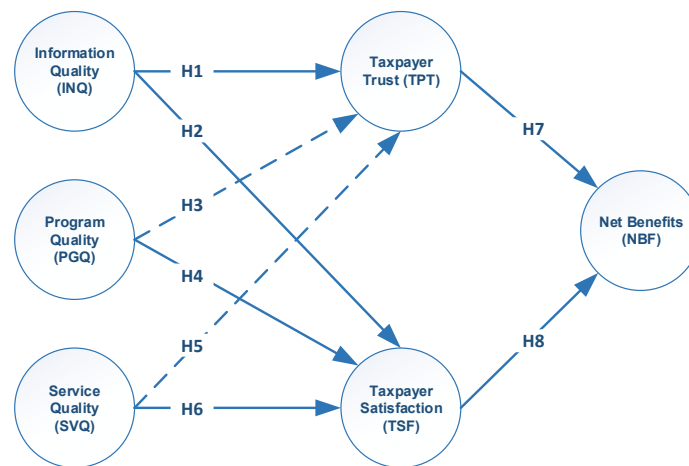 Information
Quality
(INQ)
H1
Taxpayer
Trust (TPT)
H2
H7
H3
Program
Quality
(PGQ)
Net Benefits
(NBF)
H4
H5
H8
Service
Quality
(SVQ)
H6
Taxpayer
Satisfaction
(TSF)